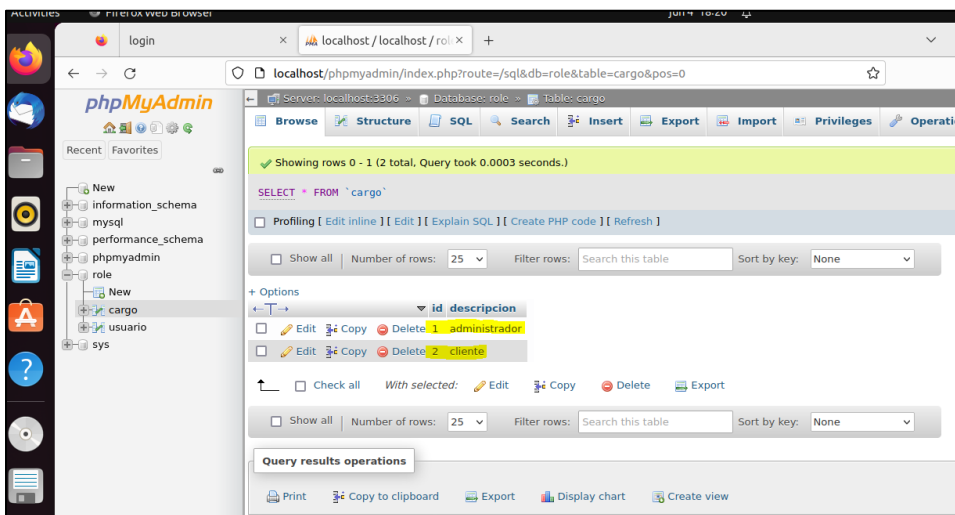 Activities Firefox Web Browser Jun 4 18:20
login × localhost / localhost / rol × +
localhost/phpmyadmin/index.php?route=/sql&db=role&table=cargo&pos=0
phpMyAdmin
Recent Favorites
New
information_schema
mysql
performance_schema
phpmyadmin
role
New
cargo
usuario
sys
Server: localhost:3306 » Database: role » Table: cargo
Browse Structure SQL Search Insert Export Import Privileges Operati
Showing rows 0 - 1 (2 total, Query took 0.0003 seconds.)
SELECT * FROM `cargo`
Profiling [ Edit inline ] [ Edit ] [ Explain SQL ] [ Create PHP code ] [ Refresh ]
Show all | Number of rows: 25 Filter rows: Search this table Sort by key: None
+ Options
←T→ id descripcion
Edit Copy Delete 1 administrador
Edit Copy Delete 2 cliente
Check all With selected: Edit Copy Delete Export
Show all | Number of rows: 25 Filter rows: Search this table Sort by key: None
Query results operations
Print Copy to clipboard Export Display chart Create view